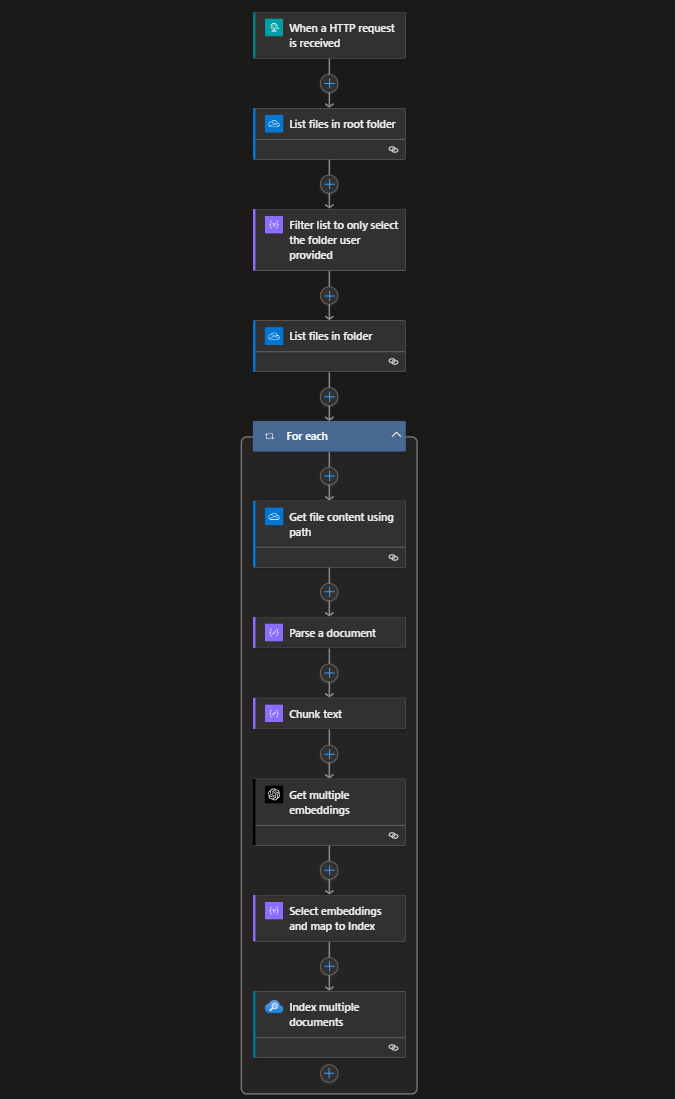 When a HTTP request
is received
List files in root folder
Filter list to only select
the folder user
provided
List files in folder
For each
Get file content using
path
Parse a document
Chunk text
Get multiple
embeddings
Select embeddings
and map to Index
Index multiple
documents